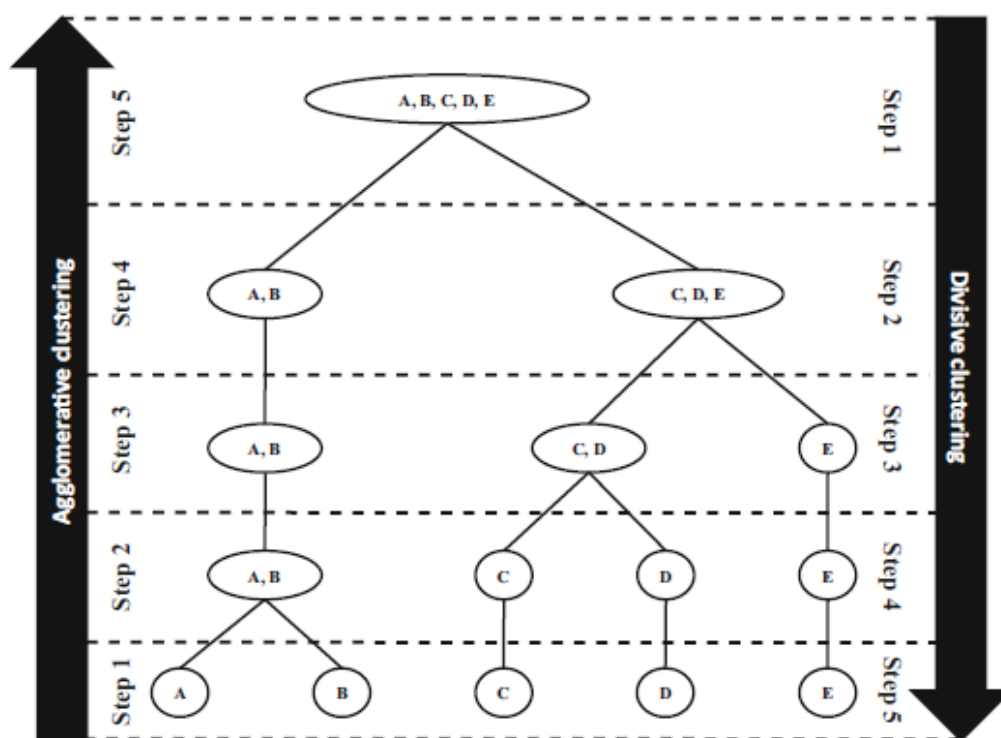 A, B, C, D, E
Step 5
Step 1
A, B
C, D, E
Step 4
Step 2
Agglomerative clustering
Divisive clustering
A, B
C, D
E
Step 3
Step 3
A, B
C
D
E
Step 2
Step 4
A
B
C
D
E
Step 1
Step 5